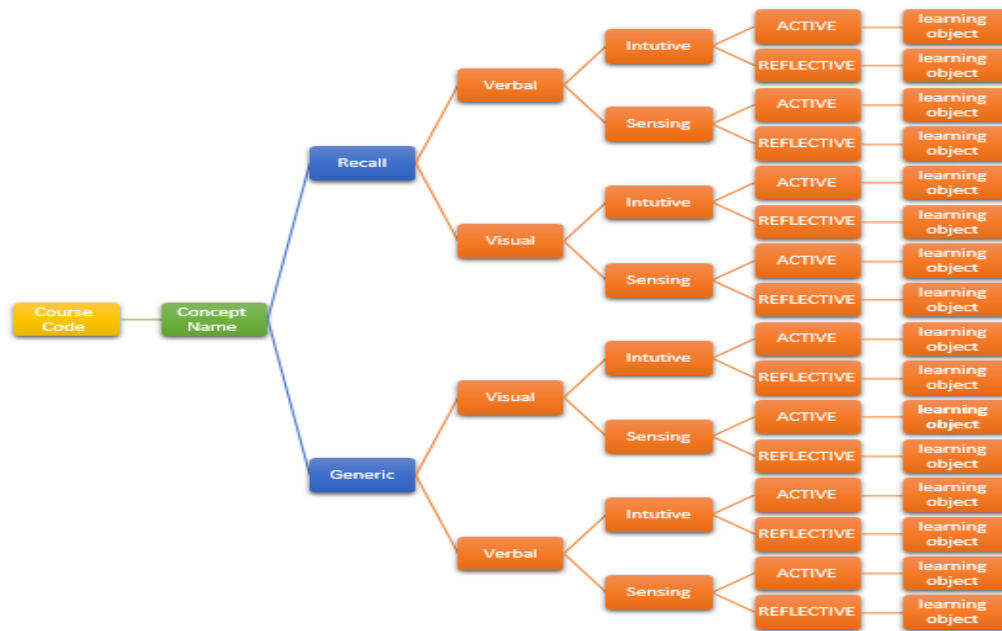 ACTIVE
learning
object
Intutive
REFLECTIVE
learning
object
Verbal
ACTIVE
learning
object
Sensing
REFLECTIVE
learning
object
Recall
ACTIVE
learning
object
Intutive
REFLECTIVE
learning
object
Visual
ACTIVE
learning
object
Sensing
REFLECTIVE
learning
object
Course
Code
Concept
Name
ACTIVE
learning
object
Intutive
REFLECTIVE
learning
object
Visual
ACTIVE
learning
object
Sensing
REFLECTIVE
learning
object
Generic
ACTIVE
learning
object
Intutive
REFLECTIVE
learning
object
Verbal
ACTIVE
learning
object
Sensing
REFLECTIVE
learning
object